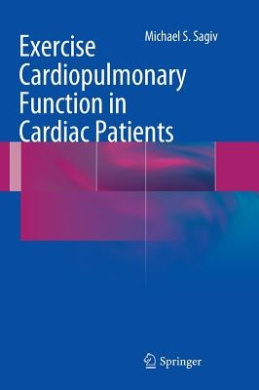 Michael S. Sagiv
Exercise
Cardiopulmonary
Function in
Cardiac Patients
Springer